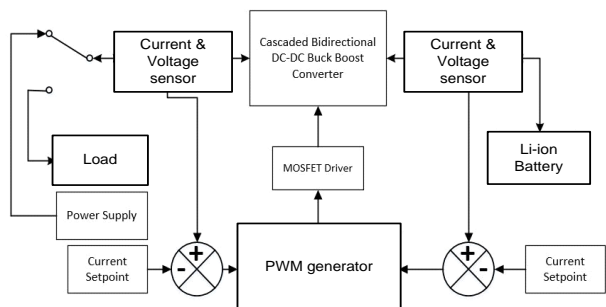 Current &
Voltage
sensor
Cascaded Bidirectional
DC-DC Buck Boost
Converter
Current &
Voltage
sensor
Load
MOSFET Driver
Li-ion
Battery
Power Supply
Current
Setpoint
+
-
PWM generator
+
-
Current
Setpoint